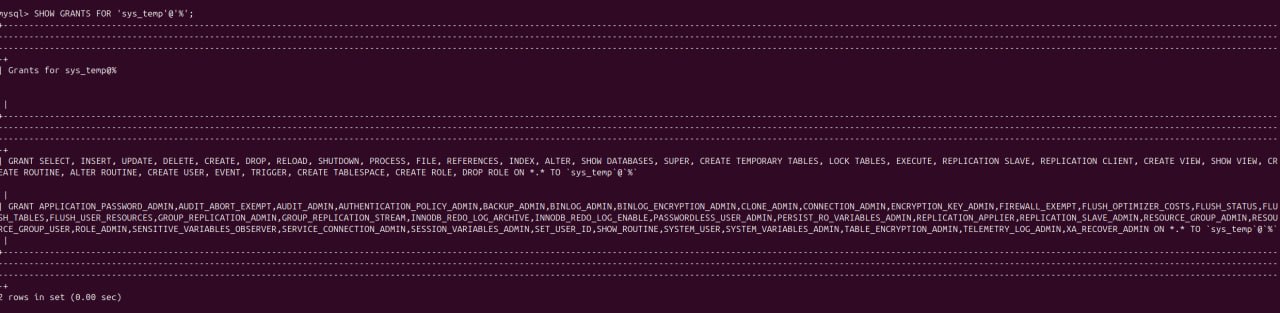 mysql> SHOW GRANTS FOR 'sys_temp'@'%';
+------------------------------------------------------------------------------------------------------------------------
------------------------------------------------------------------------------------------------------------------------
------------------------------------------------------------------------------------------------------------------------
--+
| Grants for sys_temp@%
|
+------------------------------------------------------------------------------------------------------------------------
------------------------------------------------------------------------------------------------------------------------
------------------------------------------------------------------------------------------------------------------------
--+
| GRANT SELECT, INSERT, UPDATE, DELETE, CREATE, DROP, RELOAD, SHUTDOWN, PROCESS, FILE, REFERENCES, INDEX, ALTER, SHOW DATABASES, SUPER, CREATE TEMPORARY TABLES, LOCK TABLES, EXECUTE, REPLICATION SLAVE, REPLICATION CLIENT, CREATE VIEW, SHOW VIEW, CR
EATE ROUTINE, ALTER ROUTINE, CREATE USER, EVENT, TRIGGER, CREATE TABLESPACE, CREATE ROLE, DROP ROLE ON *.* TO `sys_temp`@`%`
|
| GRANT APPLICATION_PASSWORD_ADMIN,AUDIT_ABORT_EXEMPT,AUDIT_ADMIN,AUTHENTICATION_POLICY_ADMIN,BACKUP_ADMIN,BINLOG_ADMIN,BINLOG_ENCRYPTION_ADMIN,CLONE_ADMIN,CONNECTION_ADMIN,ENCRYPTION_KEY_ADMIN,FIREWALL_EXEMPT,FLUSH_OPTIMIZER_COSTS,FLUSH_STATUS,FLU
SH_TABLES,FLUSH_USER_RESOURCES,GROUP_REPLICATION_ADMIN,GROUP_REPLICATION_STREAM,INNODB_REDO_LOG_ARCHIVE,INNODB_REDO_LOG_ENABLE,PASSWORDLESS_USER_ADMIN,PERSIST_RO_VARIABLES_ADMIN,REPLICATION_APPLIER,REPLICATION_SLAVE_ADMIN,RESOURCE_GROUP_ADMIN,RESOU
RCE_GROUP_USER,ROLE_ADMIN,SENSITIVE_VARIABLES_OBSERVER,SERVICE_CONNECTION_ADMIN,SESSION_VARIABLES_ADMIN,SET_USER_ID,SHOW_ROUTINE,SYSTEM_USER,SYSTEM_VARIABLES_ADMIN,TABLE_ENCRYPTION_ADMIN,TELEMETRY_LOG_ADMIN,XA_RECOVER_ADMIN ON *.* TO `sys_temp`@`%`
|
+------------------------------------------------------------------------------------------------------------------------
------------------------------------------------------------------------------------------------------------------------
------------------------------------------------------------------------------------------------------------------------
--+
2 rows in set (0.00 sec)